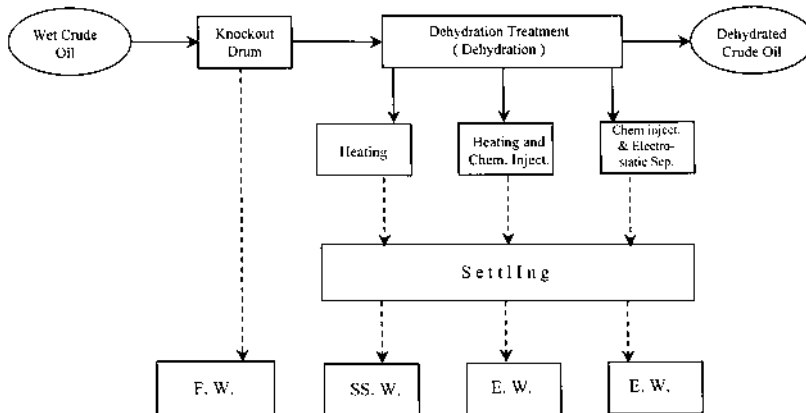 Wet Crude
Oil
Knockout
Drum
Dehydration Treatment
( Dehydration )
Dehydrated
Crude Oil
Heating
Heating and
Chem. Inject.
Chem inject.
& Electro-
static Sep.
SettlIng
F. W.
SS. W.
E. W.
E. W.